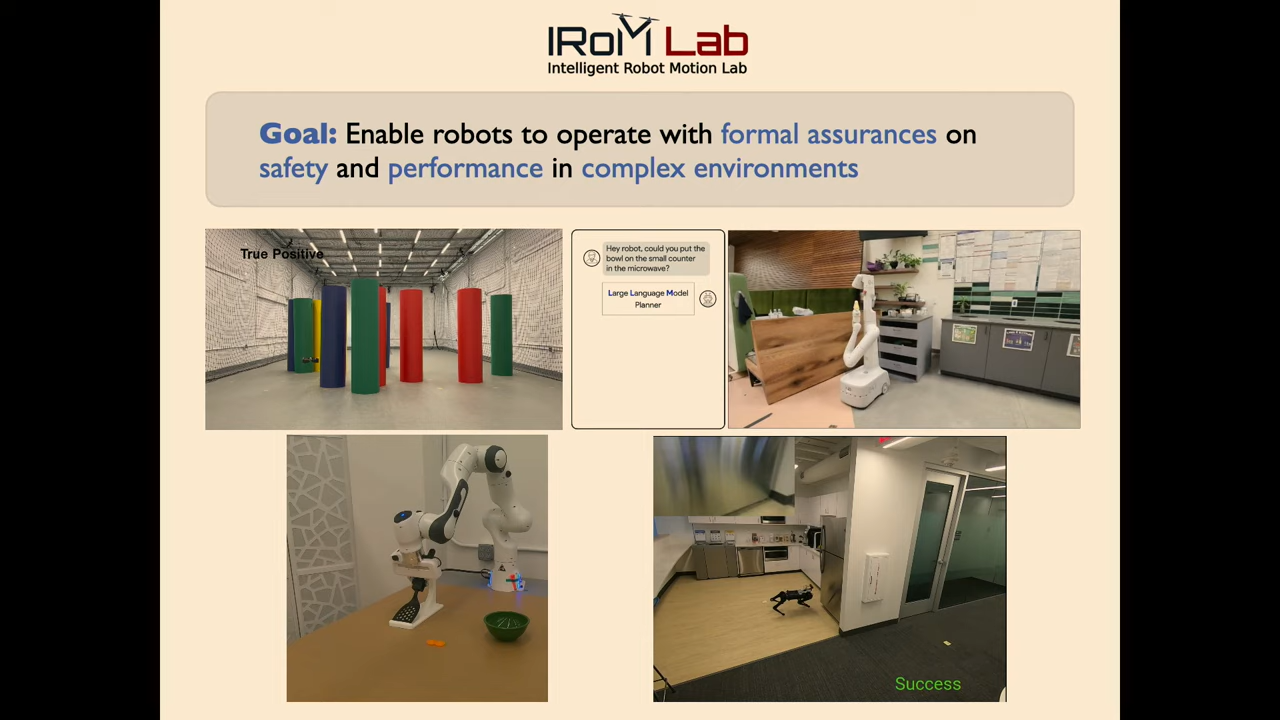 IRoM Lab
Intelligent Robot Motion Lab
Goal: Enable robots to operate with formal assurances on
safety and performance in complex environments
True Positive
Hey robot, could you put the
bowl on the small counter
in the microwave?
Large Language Model
Planner
Success